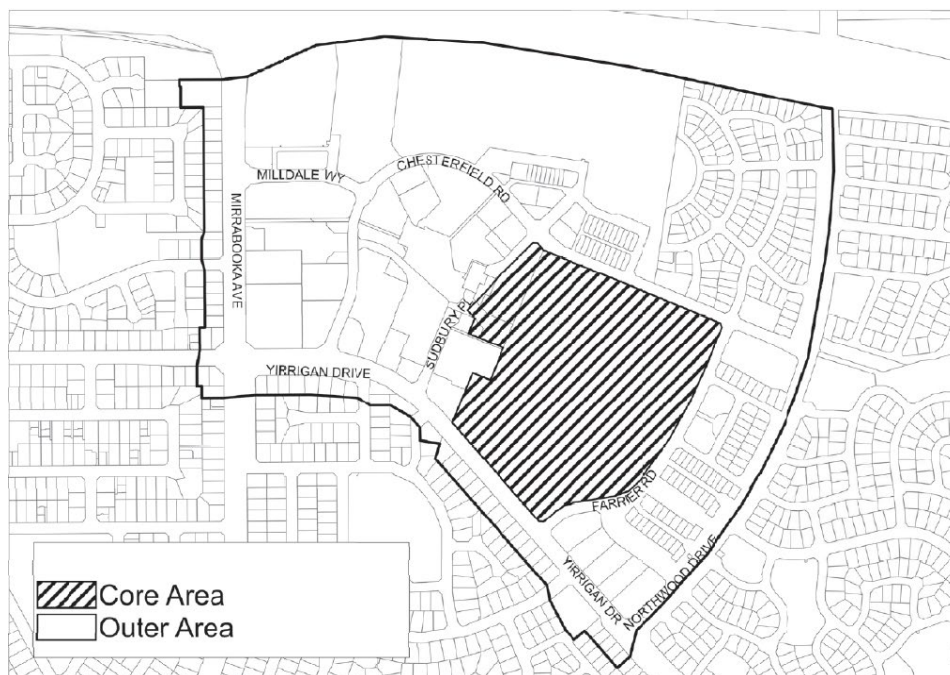 MILLDALE WY
CHESTERFIELD RD
MIRRABOOKA AVE
SUDBURY PL
YIRRIGAN DRIVE
FARRIER RD
YIRRIGAN DR
NORTHWOOD DRIVE
Core Area
Outer Area